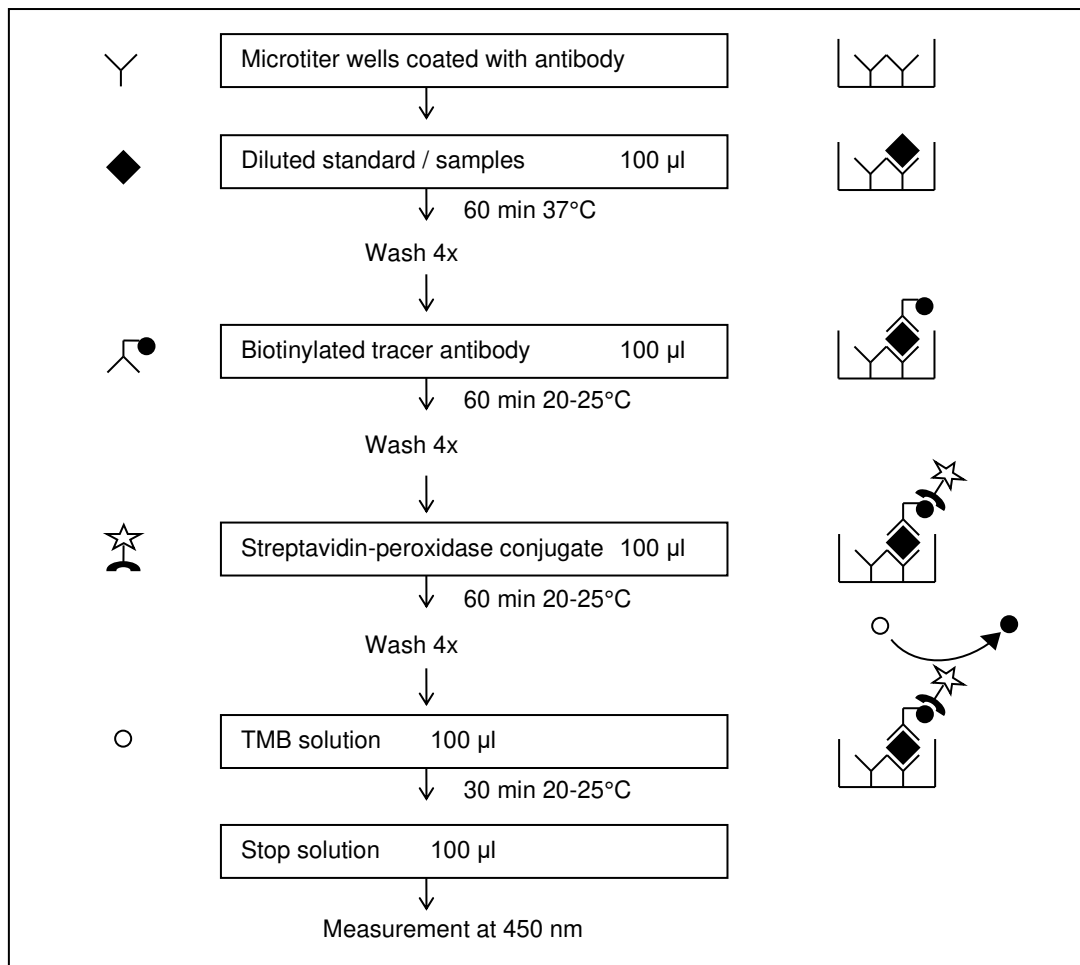 Microtiter wells coated with antibody
Diluted standard / samples 100 µl
60 min 37°C
Wash 4x
Biotinylated tracer antibody 100 µl
60 min 20-25°C
Wash 4x
Streptavidin-peroxidase conjugate 100 µl
60 min 20-25°C
Wash 4x
TMB solution 100 µl
30 min 20-25°C
Stop solution 100 µl
Measurement at 450 nm